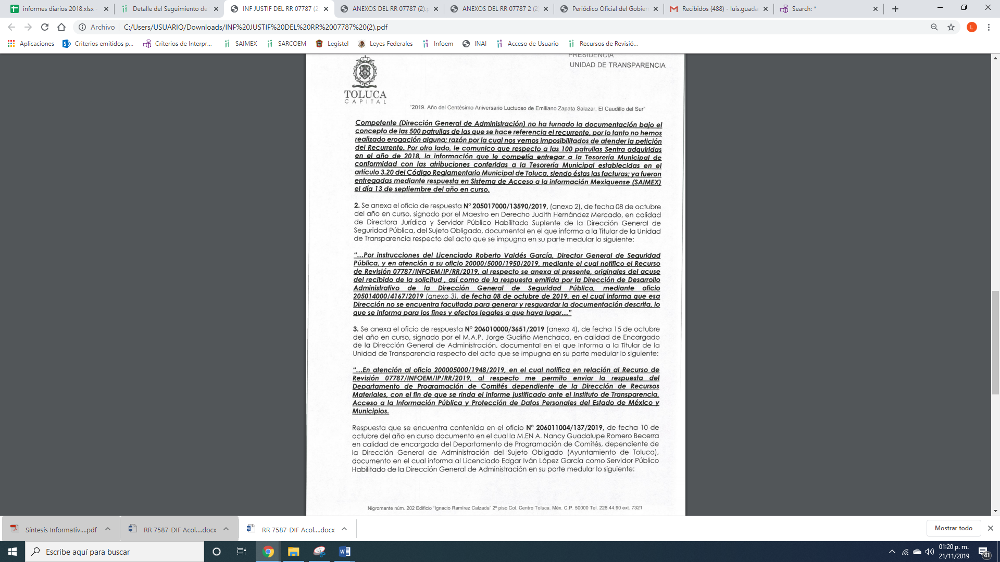 informes diarios 2018.xlsx -
Detalle del Seguimiento de
INF JUSTIF DEL RR 07787 (2
ANEXOS DEL RR 07787 (2).p
ANEXOS DEL RR 07787 2 (2
Periódico Oficial del Gobier
Recibidos (488) - luis.guada
Search: *
Archivo
C:/Users/USUARIO/Downloads/INF%20JUSTIF%20DEL%20RR%2007787%20(2).pdf
L
Aplicaciones
Criterios emitidos p...
Criterios de Interpr...
SAIMEX
SARCOEM
Legistel
Leyes Federales
Infoem
INAI
Acceso de Usuario
Recursos de Revisió...
PRESIDENCIA
UNIDAD DE TRANSPARENCIA
TOLUCA
CAPITAL
"2019. Año del Centésimo Aniversario Luctuoso de Emiliano Zapata Salazar, El Caudillo del Sur"
Competente (Dirección General de Administración) no ha turnado la documentación bajo el
concepto de las 500 patrullas de las que se hace referencia el recurrente, por lo tanto no hemos
realizado erogación alguna; razón por la cual nos vemos imposibilitados de atender la petición
del Recurrente. Por otro lado, le comunico que respecto a las 100 patrullas Sentra adquiridas
en el año de 2018, la información que le competía entregar a la Tesorería Municipal de
conformidad con las atribuciones conferidas a la Tesorería Municipal establecidas en el
artículo 3.20 del Código Reglamentario Municipal de Toluca, siendo éstas las facturas; ya fueron
entregadas mediante respuesta en Sistema de Acceso a la información Mexiquense (SAIMEX)
el día 13 de septiembre del año en curso.
2. Se anexa el oficio de respuesta N° 205017000/13590/2019, (anexo 2), de fecha 08 de octubre
del año en curso, signado por el Maestro en Derecho Judith Hernández Mercado, en calidad
de Directora Jurídica y Servidor Público Habilitado Suplente de la Dirección General de
Seguridad Pública, del Sujeto Obligado, documental en el que informa a la Titular de la Unidad
de Transparencia respecto del acto que se impugna en su parte medular lo siguiente:
"...Por instrucciones del Licenciado Roberto Valdés García, Director General de Seguridad
Pública, y en atención a su oficio 20000/5000/1950/2019, mediante el cual notifico el Recurso
de Revisión 07787/INFOEM/IP/RR/2019, al respecto se anexa al presente, originales del acuse
del recibido de la solicitud , así como de la respuesta emitida por la Dirección de Desarrollo
Administrativo de la Dirección General de Seguridad Pública, mediante oficio
205014000/4167/2019 (anexo 3), de fecha 08 de octubre de 2019, en el cual informa que esa
Dirección no se encuentra facultada para generar y resguardar la documentación descrita, lo
que se informa para los fines y efectos legales a que haya lugar..."
3. Se anexa el oficio de respuesta N° 206010000/3651/2019 (anexo 4), de fecha 15 de octubre
del año en curso, signado por el M.A.P. Jorge Gudiño Menchaca, en calidad de Encargado
de la Dirección General de Administración, documental en el que informa a la Titular de la
Unidad de Transparencia respecto del acto que se impugna en su parte medular lo siguiente:
"...En atención al oficio 200005000/1948/2019, en el cual notifica en relación al Recurso de
Revisión 07787/INFOEM/IP/RR/2019, al respecto me permito enviar la respuesta del
Departamento de Programación de Comités dependiente de la Dirección de Recursos
Materiales, con el fin de que se rinda el informe justificado ante el Instituto de Transparencia,
Acceso a la Información Pública y Protección de Datos Personales del Estado de México y
Municipios.
Respuesta que se encuentra contenida en el oficio N° 206011004/137/2019, de fecha 10 de
octubre del año en curso documento en el cual la M.EN A. Nancy Guadalupe Romero Becerra
en calidad de encargada del Departamento de Programación de Comités, dependiente de
la Dirección General de Administración del Sujeto Obligado (Ayuntamiento de Toluca),
documento en el cual informa al Licenciado Edgar Iván López García como Servidor Público
Habilitado de la Dirección General de Administración en su parte medular lo siguiente:
Nigromante núm. 202 Edificio "Ignacio Ramírez Calzada" 2º piso Col. Centro Toluca. Méx. C.P. 50000 Tel. 226.44.90 ext. 7321
Síntesis Informativ....pdf
RR 7587-DIF Acol....docx
RR 7587-DIF Acol....docx
Mostrar todo
Escribe aquí para buscar
01:20 p. m.
21/11/2019
41